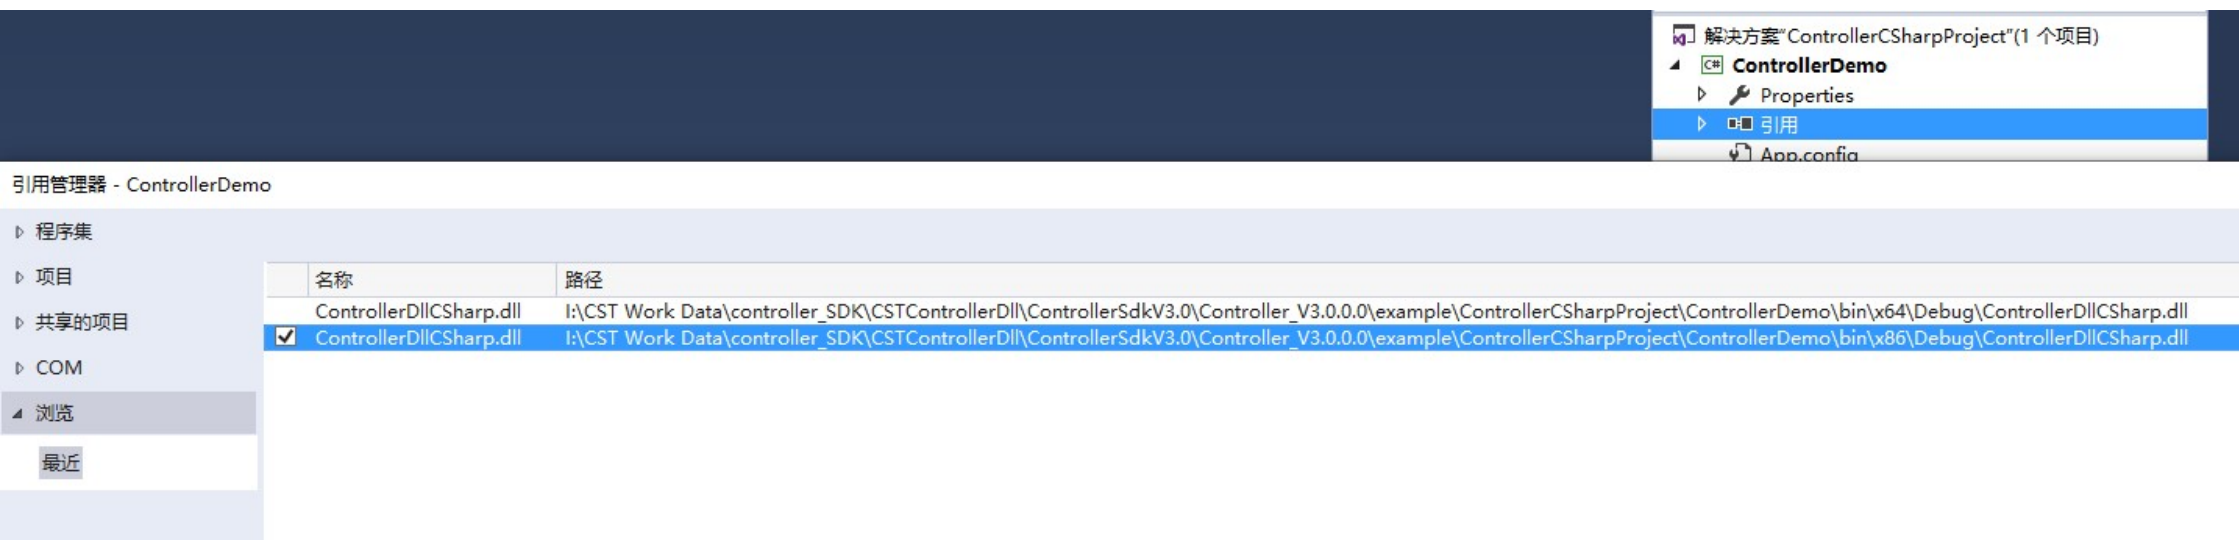 解决方案"ControllerCSharpProject"(1 个项目)
C# ControllerDemo
Properties
引用
App.config
引用管理器 - ControllerDemo
程序集
项目
共享的项目
COM
浏览
最近
名称 路径
ControllerDllCSharp.dll I:\CST Work Data\controller_SDK\CSTControllerDll\ControllerSdkV3.0\Controller_V3.0.0.0\example\ControllerCSharpProject\ControllerDemo\bin\x64\Debug\ControllerDllCSharp.dll
ControllerDllCSharp.dll I:\CST Work Data\controller_SDK\CSTControllerDll\ControllerSdkV3.0\Controller_V3.0.0.0\example\ControllerCSharpProject\ControllerDemo\bin\x86\Debug\ControllerDllCSharp.dll